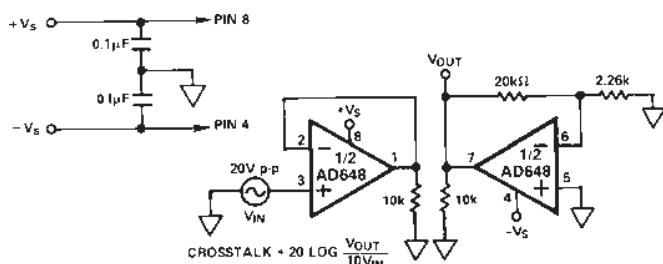 +VS
PIN 8
0.1µF
0.1µF
-VS
PIN 4
VOUT
20kΩ
2.26k
+VS
8
2
-
1/2
AD648
1
3
+
20V p-p
VIN
10k
10k
7
-
6
1/2
AD648
+
5
4
-VS
CROSSTALK + 20 LOG VOUT
10VIN